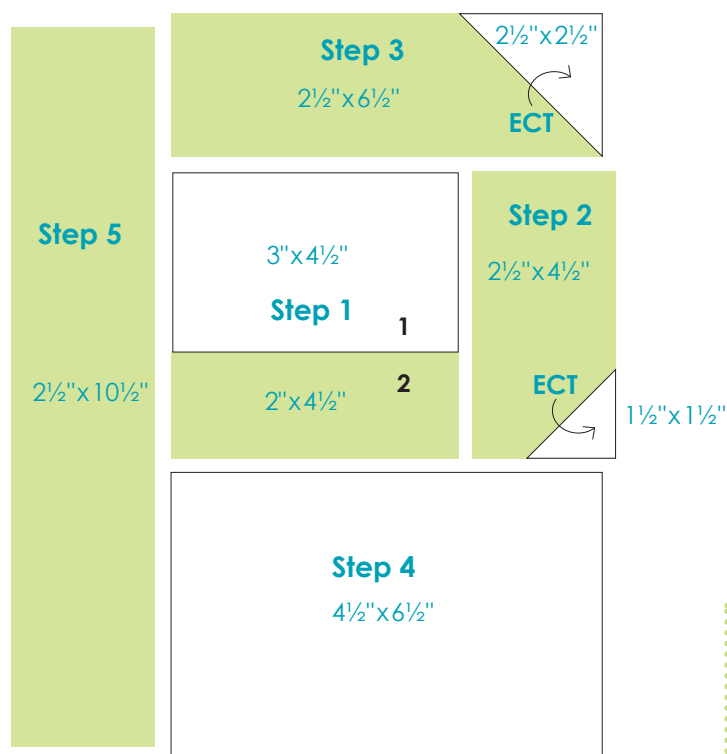 Step 3
2½"x6½"
2½"x2½"
ECT
Step 5
2½"x10½"
3"x4½"
Step 1
1
2"x4½"
2
Step 2
2½"x4½"
ECT
1½"x1½"
Step 4
4½"x6½"